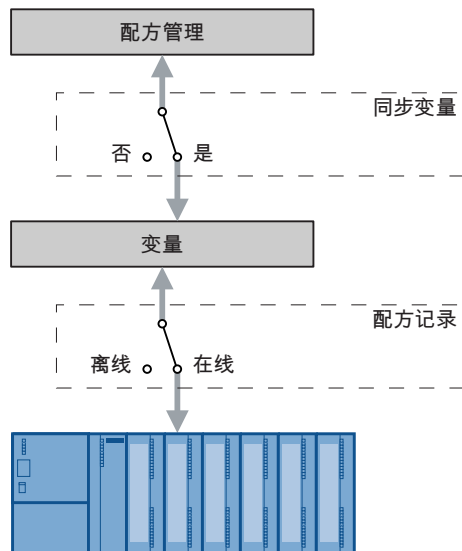 配方管理
同步变量
否 是
变量
配方记录
离线 在线